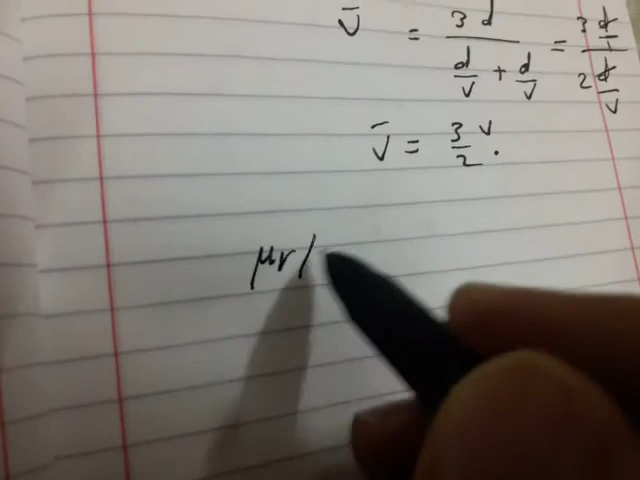 v̄ = 3d / (d/v + d/v) = 3d / (2d/v)
v̄ = 3/2 v.
μr/